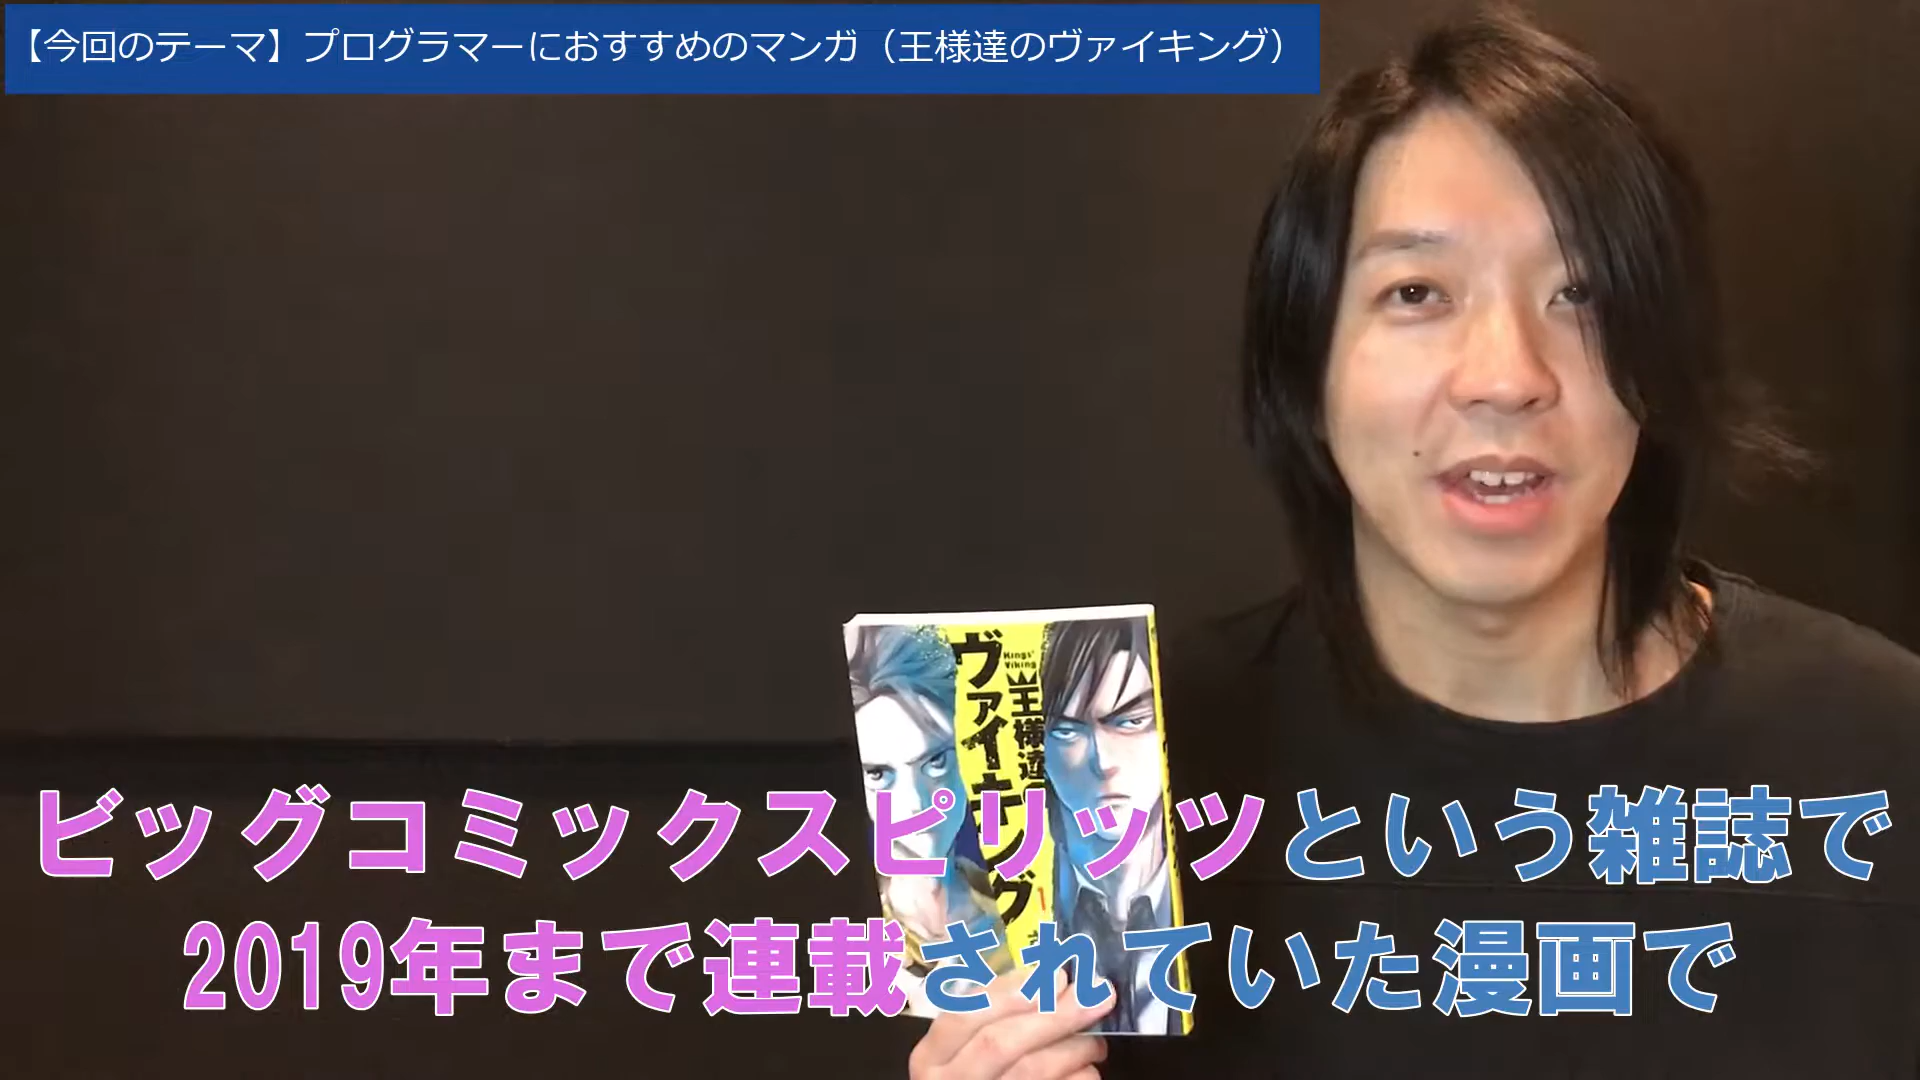 【今回のテーマ】プログラマーにおすすめのマンガ（王様達のヴァイキング）
Kings'
Viking
王様達
ヴァイキング
1
ビッグコミックスピリッツという雑誌で
2019年まで連載されていた漫画で